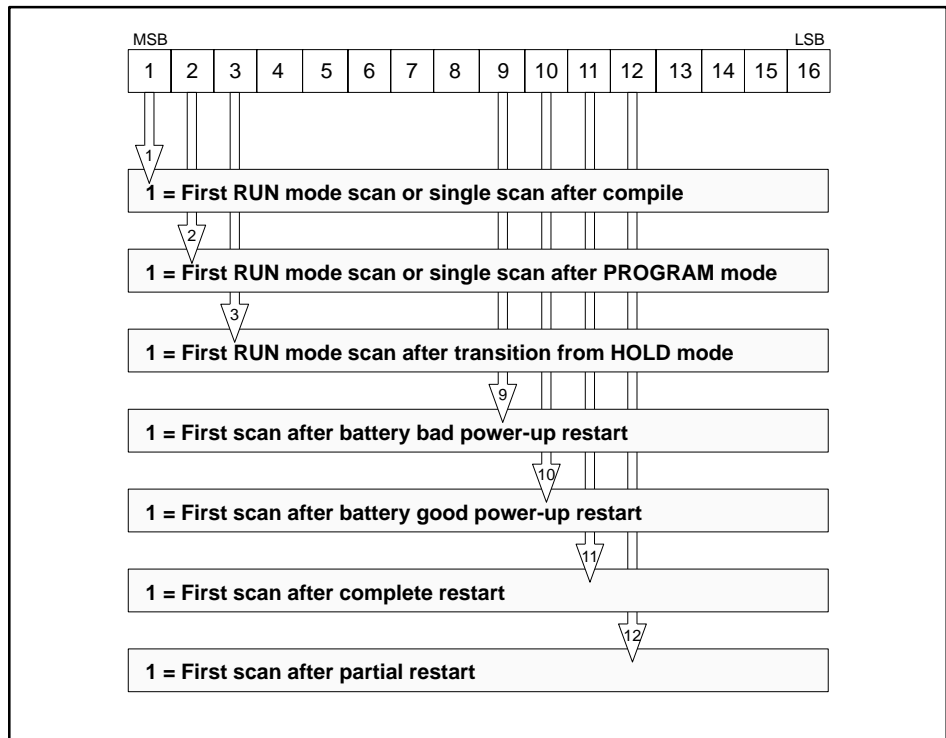 MSB LSB
1 2 3 4 5 6 7 8 9 10 11 12 13 14 15 16
1
1 = First RUN mode scan or single scan after compile
2
1 = First RUN mode scan or single scan after PROGRAM mode
3
1 = First RUN mode scan after transition from HOLD mode
9
1 = First scan after battery bad power-up restart
10
1 = First scan after battery good power-up restart
11
1 = First scan after complete restart
12
1 = First scan after partial restart